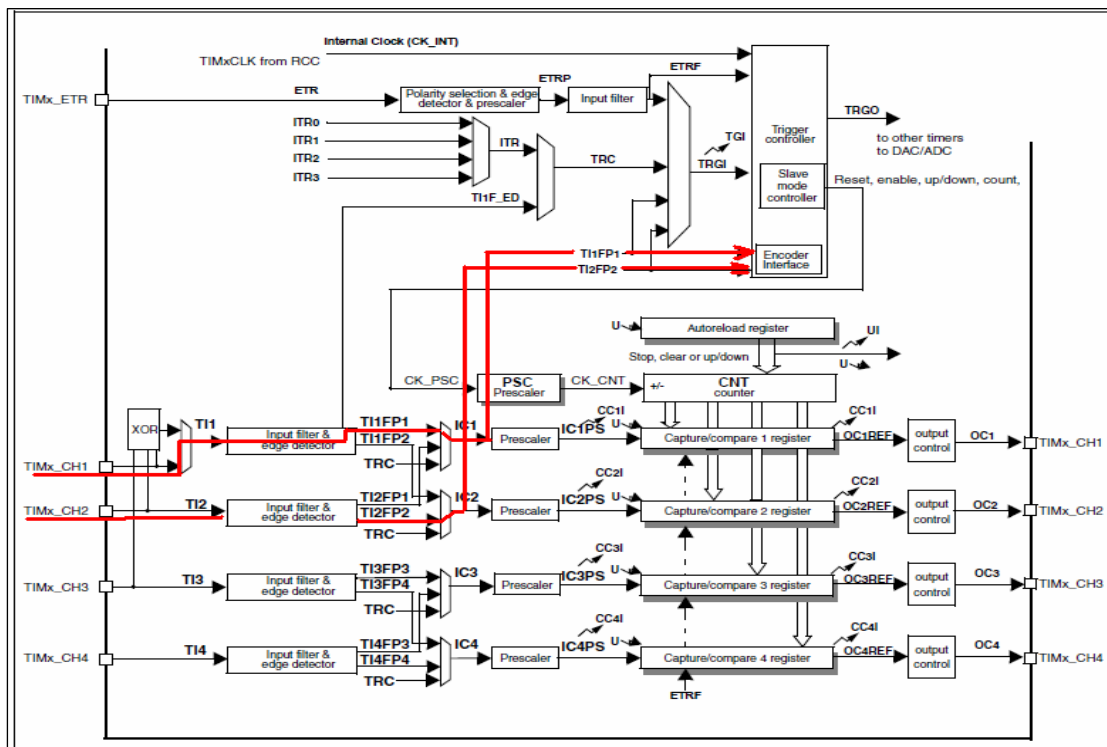 Internal Clock (CK_INT)
TIMxCLK from RCC
ETRF
ETRP
TIMx_ETR
ETR
Polarity selection & edge
detector & prescaler
Input filter
Trigger
controller
TRGO
to other timers
to DAC/ADC
ITR0
ITR1
ITR2
ITR3
ITR
TRC
TGI
TRGI
Slave
mode
controller
Reset, enable, up/down, count,
TI1F_ED
TI1FP1
TI2FP2
Encoder
Interface
U
Autoreload register
UI
U
Stop, clear or up/down
CK_PSC
PSC
Prescaler
CK_CNT
+/-
CNT
counter
XOR
TI1
Input filter &
edge detector
TI1FP1
TI1FP2
TRC
IC1
Prescaler
CC1I
IC1PS
U
Capture/compare 1 register
CC1I
OC1REF
output
control
OC1
TIMx_CH1
TIMx_CH1
TIMx_CH2
TI2
Input filter &
edge detector
TI2FP1
TI2FP2
TRC
IC2
Prescaler
CC2I
IC2PS
U
Capture/compare 2 register
CC2I
OC2REF
output
control
OC2
TIMx_CH2
TIMx_CH3
TI3
Input filter &
edge detector
TI3FP3
TI3FP4
TRC
IC3
Prescaler
CC3I
IC3PS
U
Capture/compare 3 register
CC3I
OC3REF
output
control
OC3
TIMx_CH3
TIMx_CH4
TI4
Input filter &
edge detector
TI4FP3
TI4FP4
TRC
IC4
Prescaler
CC4I
IC4PS
U
Capture/compare 4 register
CC4I
OC4REF
output
control
OC4
TIMx_CH4
ETRF